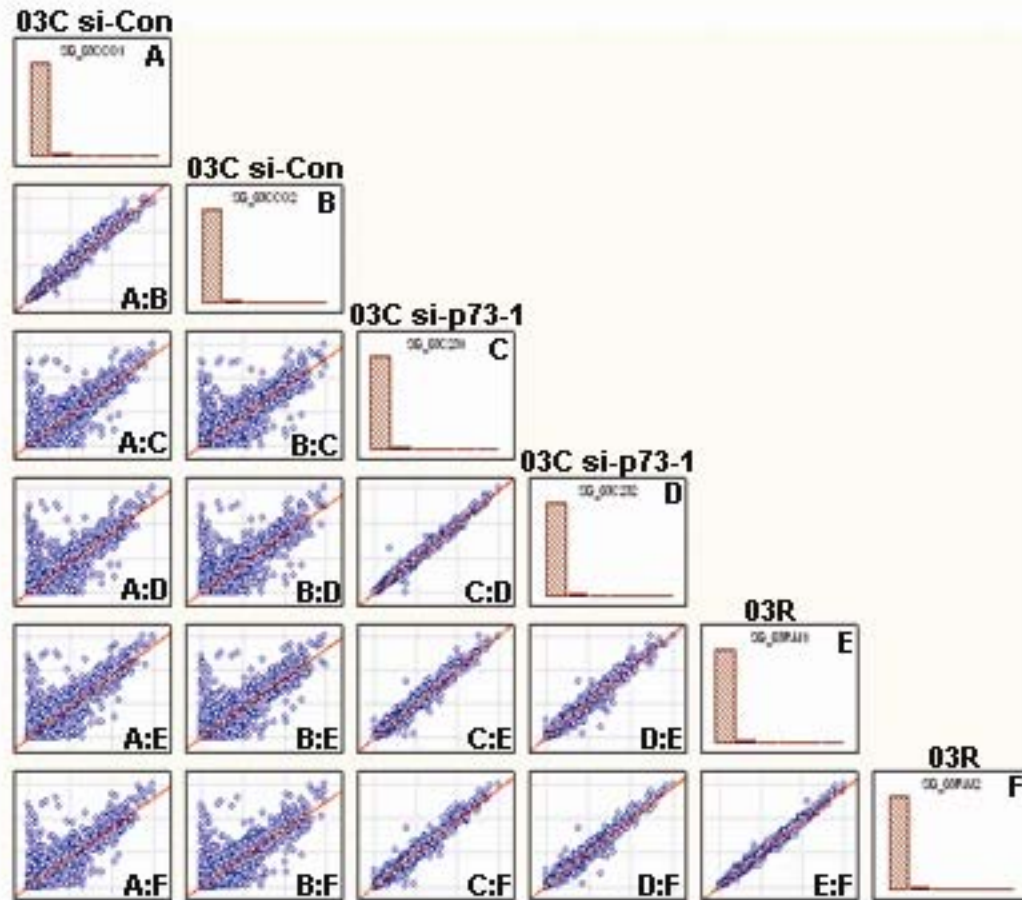 03C si-Con
A
03C si-Con
B
A:B
03C si-p73-1
C
A:C
B:C
03C si-p73-1
D
A:D
B:D
C:D
03R
E
A:E
B:E
C:E
D:E
03R
F
A:F
B:F
C:F
D:F
E:F